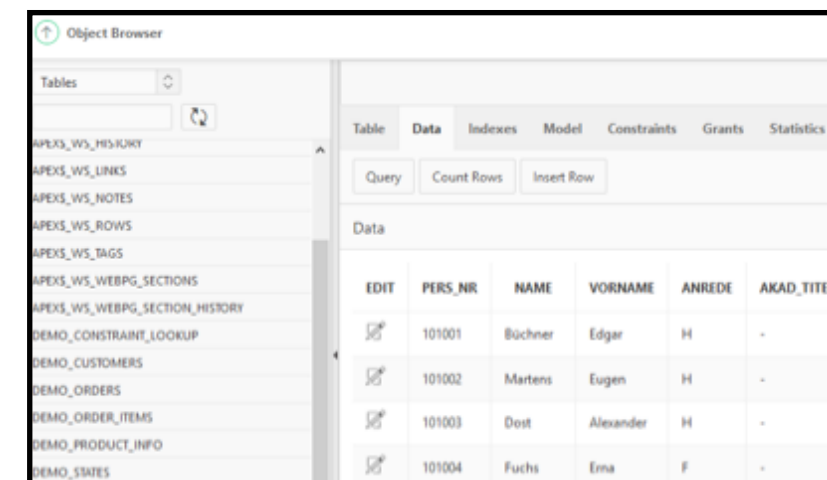 Object Browser
Tables
APEX$_WS_HISTORY
APEX$_WS_LINKS
APEX$_WS_NOTES
APEX$_WS_ROWS
APEX$_WS_TAGS
APEX$_WS_WEBPG_SECTIONS
APEX$_WS_WEBPG_SECTION_HISTORY
DEMO_CONSTRAINT_LOOKUP
DEMO_CUSTOMERS
DEMO_ORDERS
DEMO_ORDER_ITEMS
DEMO_PRODUCT_INFO
DEMO_STATES
Table Data Indexes Model Constraints Grants Statistics
Query Count Rows Insert Row
Data
EDIT PERS_NR NAME VORNAME ANREDE AKAD_TITE
101001 Büchner Edgar H -
101002 Martens Eugen H -
101003 Dost Alexander H -
101004 Fuchs Erna F -